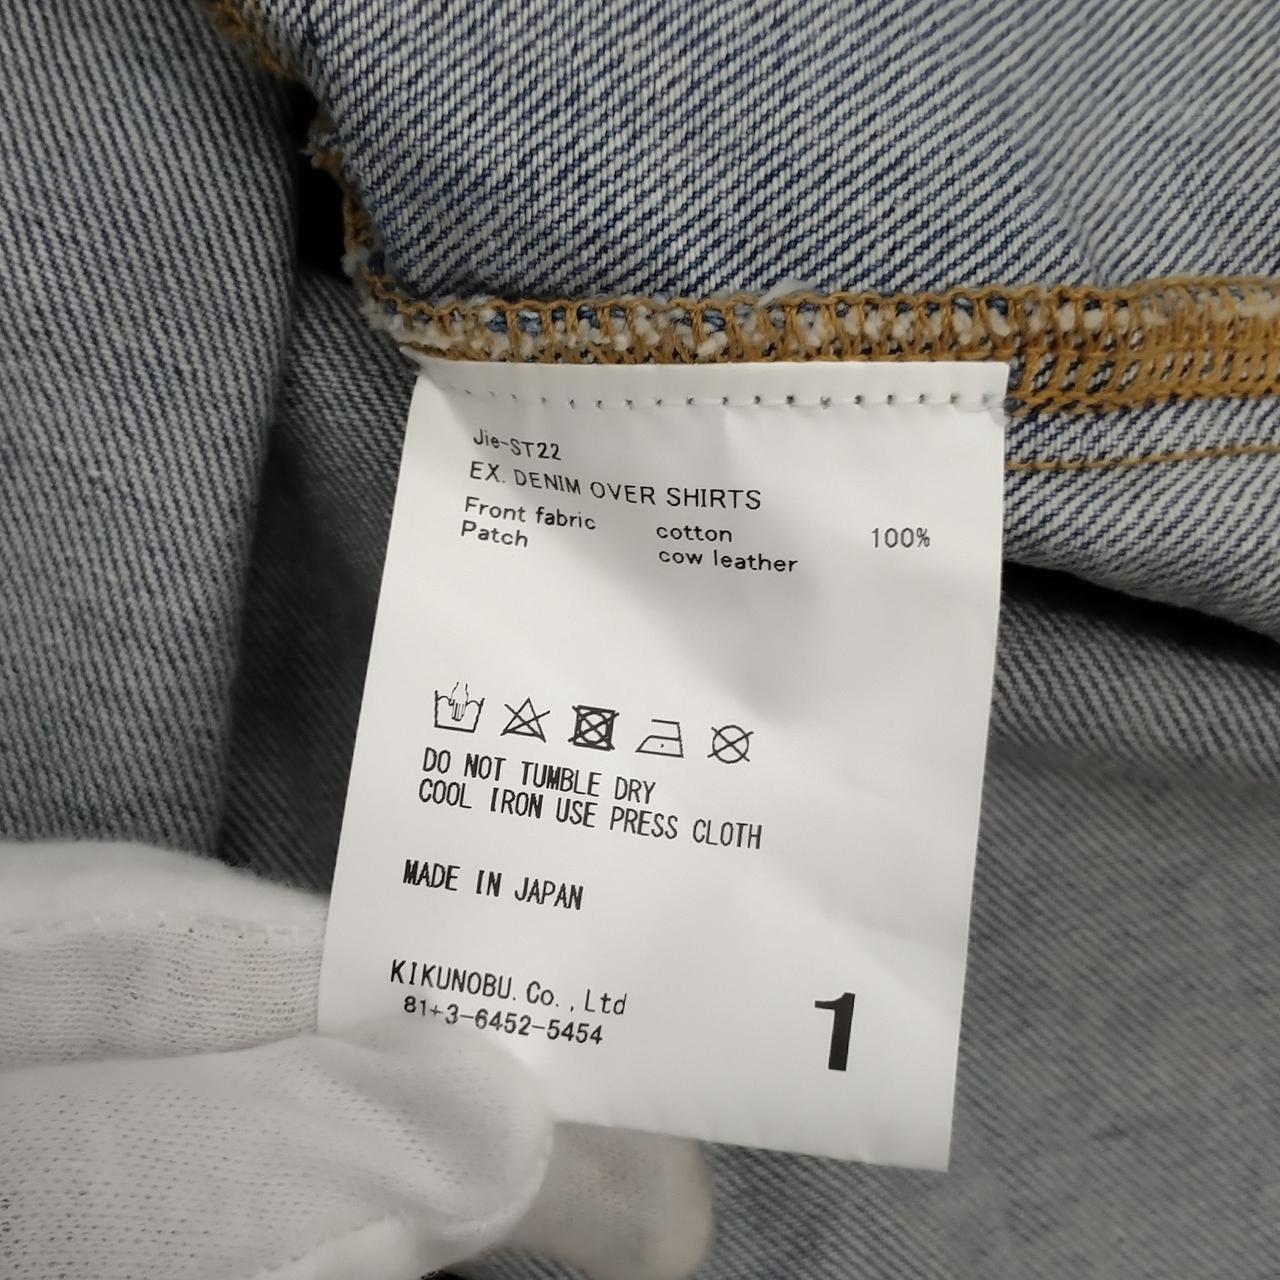 Jie-ST22
EX. DENIM OVER SHIRTS
Front fabric cotton 100%
Patch cow leather
DO NOT TUMBLE DRY
COOL IRON USE PRESS CLOTH
MADE IN JAPAN
KIKUNOBU. Co., Ltd
81+3-6452-5454
1